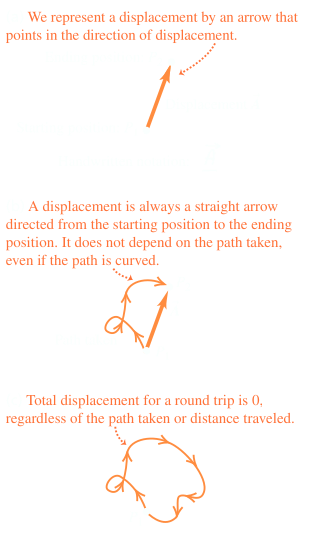 We represent a displacement by an arrow that
points in the direction of displacement.
A displacement is always a straight arrow
directed from the starting position to the ending
position. It does not depend on the path taken,
even if the path is curved.
Total displacement for a round trip is 0,
regardless of the path taken or distance traveled.